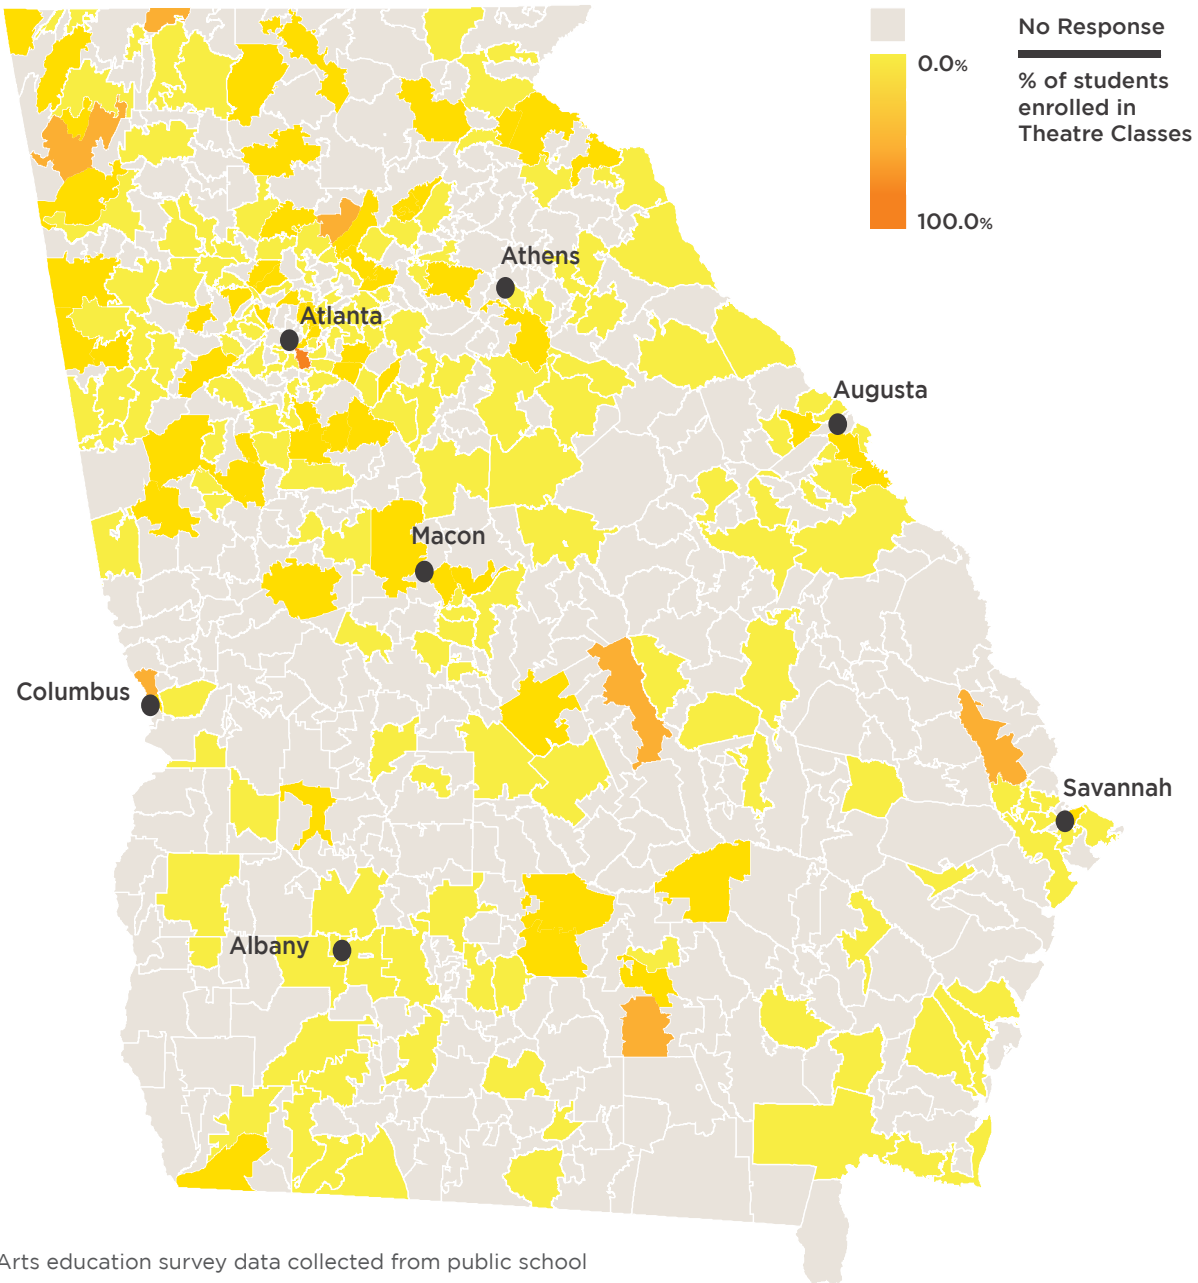 No Response
0.0%
% of students
enrolled in
Theatre Classes
100.0%
Athens
Atlanta
Augusta
Macon
Columbus
Savannah
Albany
Arts education survey data collected from public school